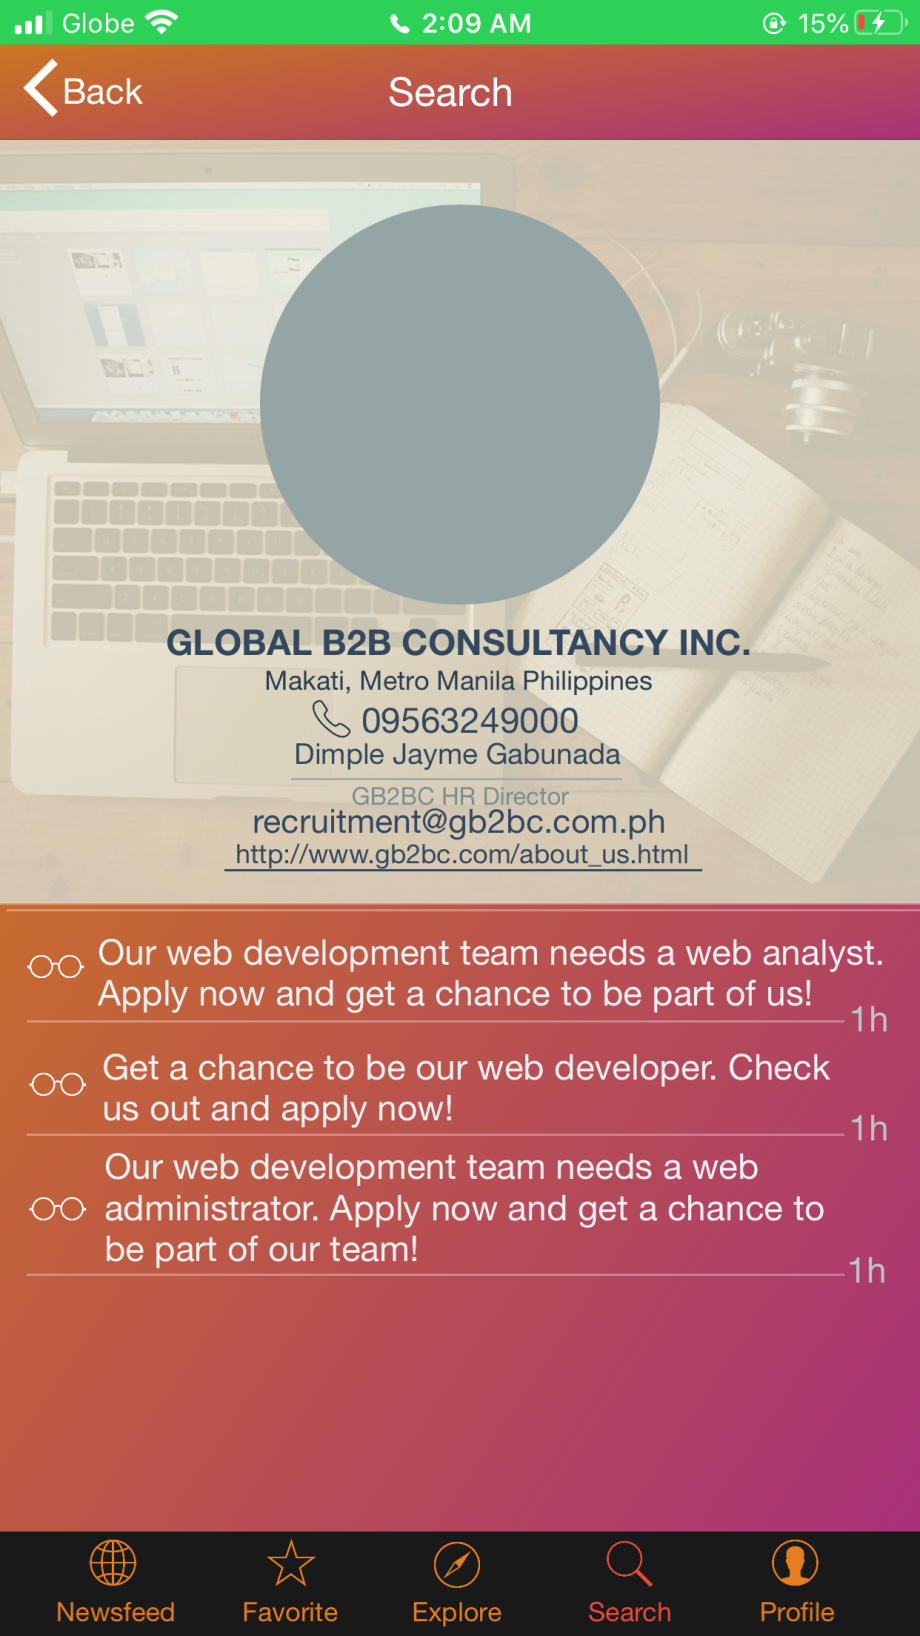 Globe 2:09 AM 15%
Back Search
GLOBAL B2B CONSULTANCY INC.
Makati, Metro Manila Philippines
09563249000
Dimple Jayme Gabunada
GB2BC HR Director
recruitment@gb2bc.com.ph
http://www.gb2bc.com/about_us.html
Our web development team needs a web analyst.
Apply now and get a chance to be part of us!
1h
Get a chance to be our web developer. Check
us out and apply now!
1h
Our web development team needs a web
administrator. Apply now and get a chance to
be part of our team!
1h
Newsfeed Favorite Explore Search Profile